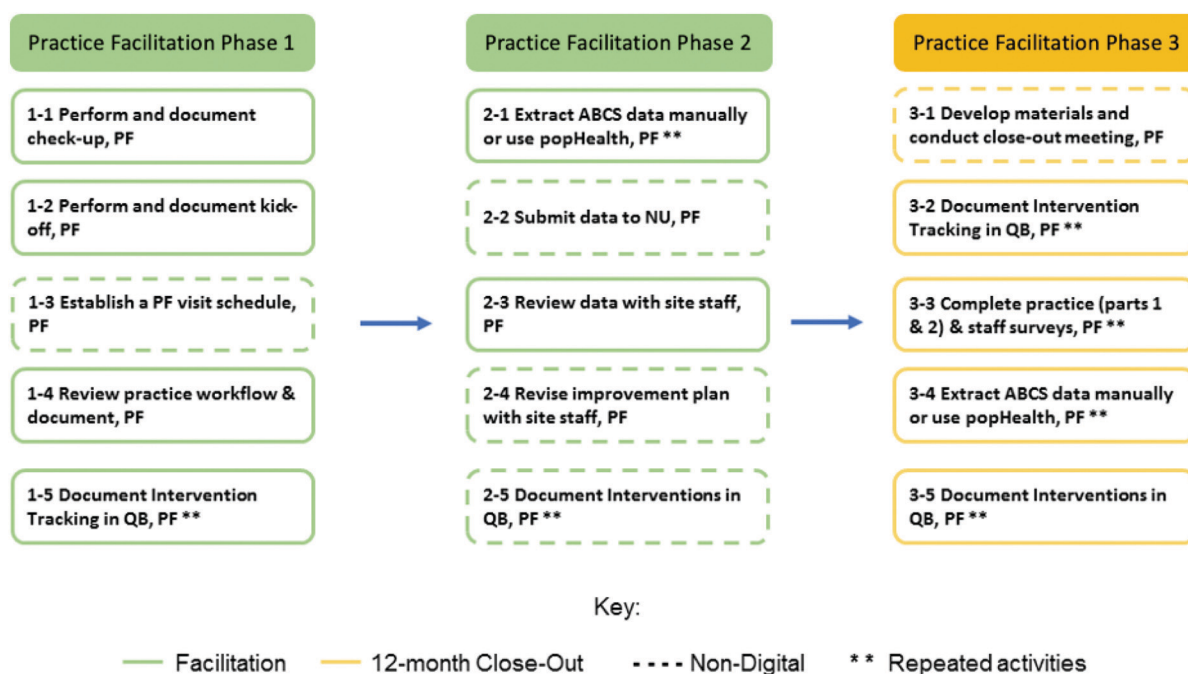 Practice Facilitation Phase 1
1-1 Perform and document
check-up, PF
1-2 Perform and document kick-
off, PF
1-3 Establish a PF visit schedule,
PF
1-4 Review practice workflow &
document, PF
1-5 Document Intervention
Tracking in QB, PF **
Practice Facilitation Phase 2
2-1 Extract ABCS data manually
or use popHealth, PF **
2-2 Submit data to NU, PF
2-3 Review data with site staff,
PF
2-4 Revise improvement plan
with site staff, PF
2-5 Document Interventions in
QB, PF **
Practice Facilitation Phase 3
3-1 Develop materials and
conduct close-out meeting, PF
3-2 Document Intervention
Tracking in QB, PF **
3-3 Complete practice (parts 1
& 2) & staff surveys, PF **
3-4 Extract ABCS data manually
or use popHealth, PF **
3-5 Document Interventions in
QB, PF **
Key:
Facilitation
12-month Close-Out
Non-Digital
** Repeated activities